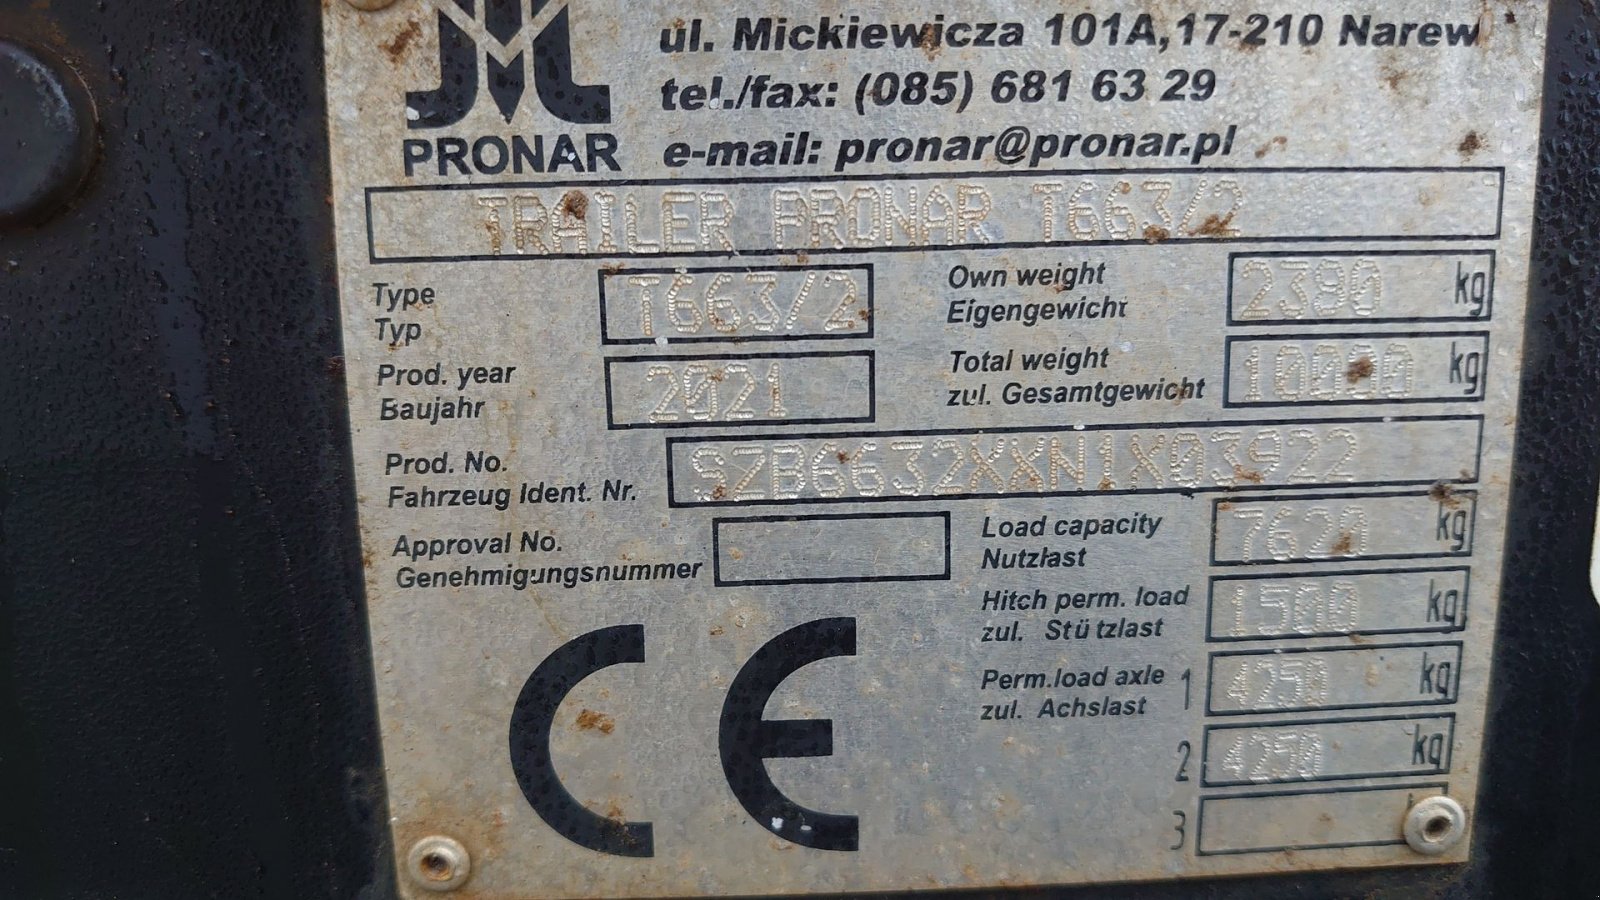 ul. Mickiewicza 101A, 17-210 Narew
tel./fax: (085) 681 63 29
PRONAR e-mail: pronar@pronar.pl
TRAILER PRONAR T663/2
Type
Typ
T663/2
Own weight
Eigengewicht
2380 kg
Prod. year
Baujahr
2021
Total weight
zul. Gesamtgewicht
10000 kg
Prod. No.
Fahrzeug Ident. Nr.
SZB6632XXN1X03922
Approval No.
Genehmigungsnummer
Load capacity
Nutzłast
7620 kg
Hitch perm. load
zul. Stützlast
1500 kg
Perm.load axle 1
zul. Achslast
4250 kg
2 4250 kg
3
CE